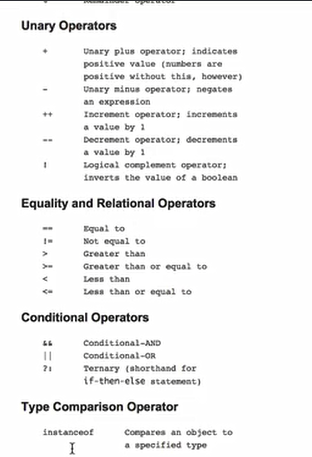 Remainder operator
Unary Operators
+ Unary plus operator; indicates
positive value (numbers are
positive without this, however)
- Unary minus operator; negates
an expression
++ Increment operator; increments
a value by 1
-- Decrement operator; decrements
a value by 1
! Logical complement operator;
inverts the value of a boolean
Equality and Relational Operators
== Equal to
!= Not equal to
> Greater than
>= Greater than or equal to
< Less than
<= Less than or equal to
Conditional Operators
&& Conditional-AND
|| Conditional-OR
?: Ternary (shorthand for
if-then-else statement)
Type Comparison Operator
instanceof Compares an object to
a specified type